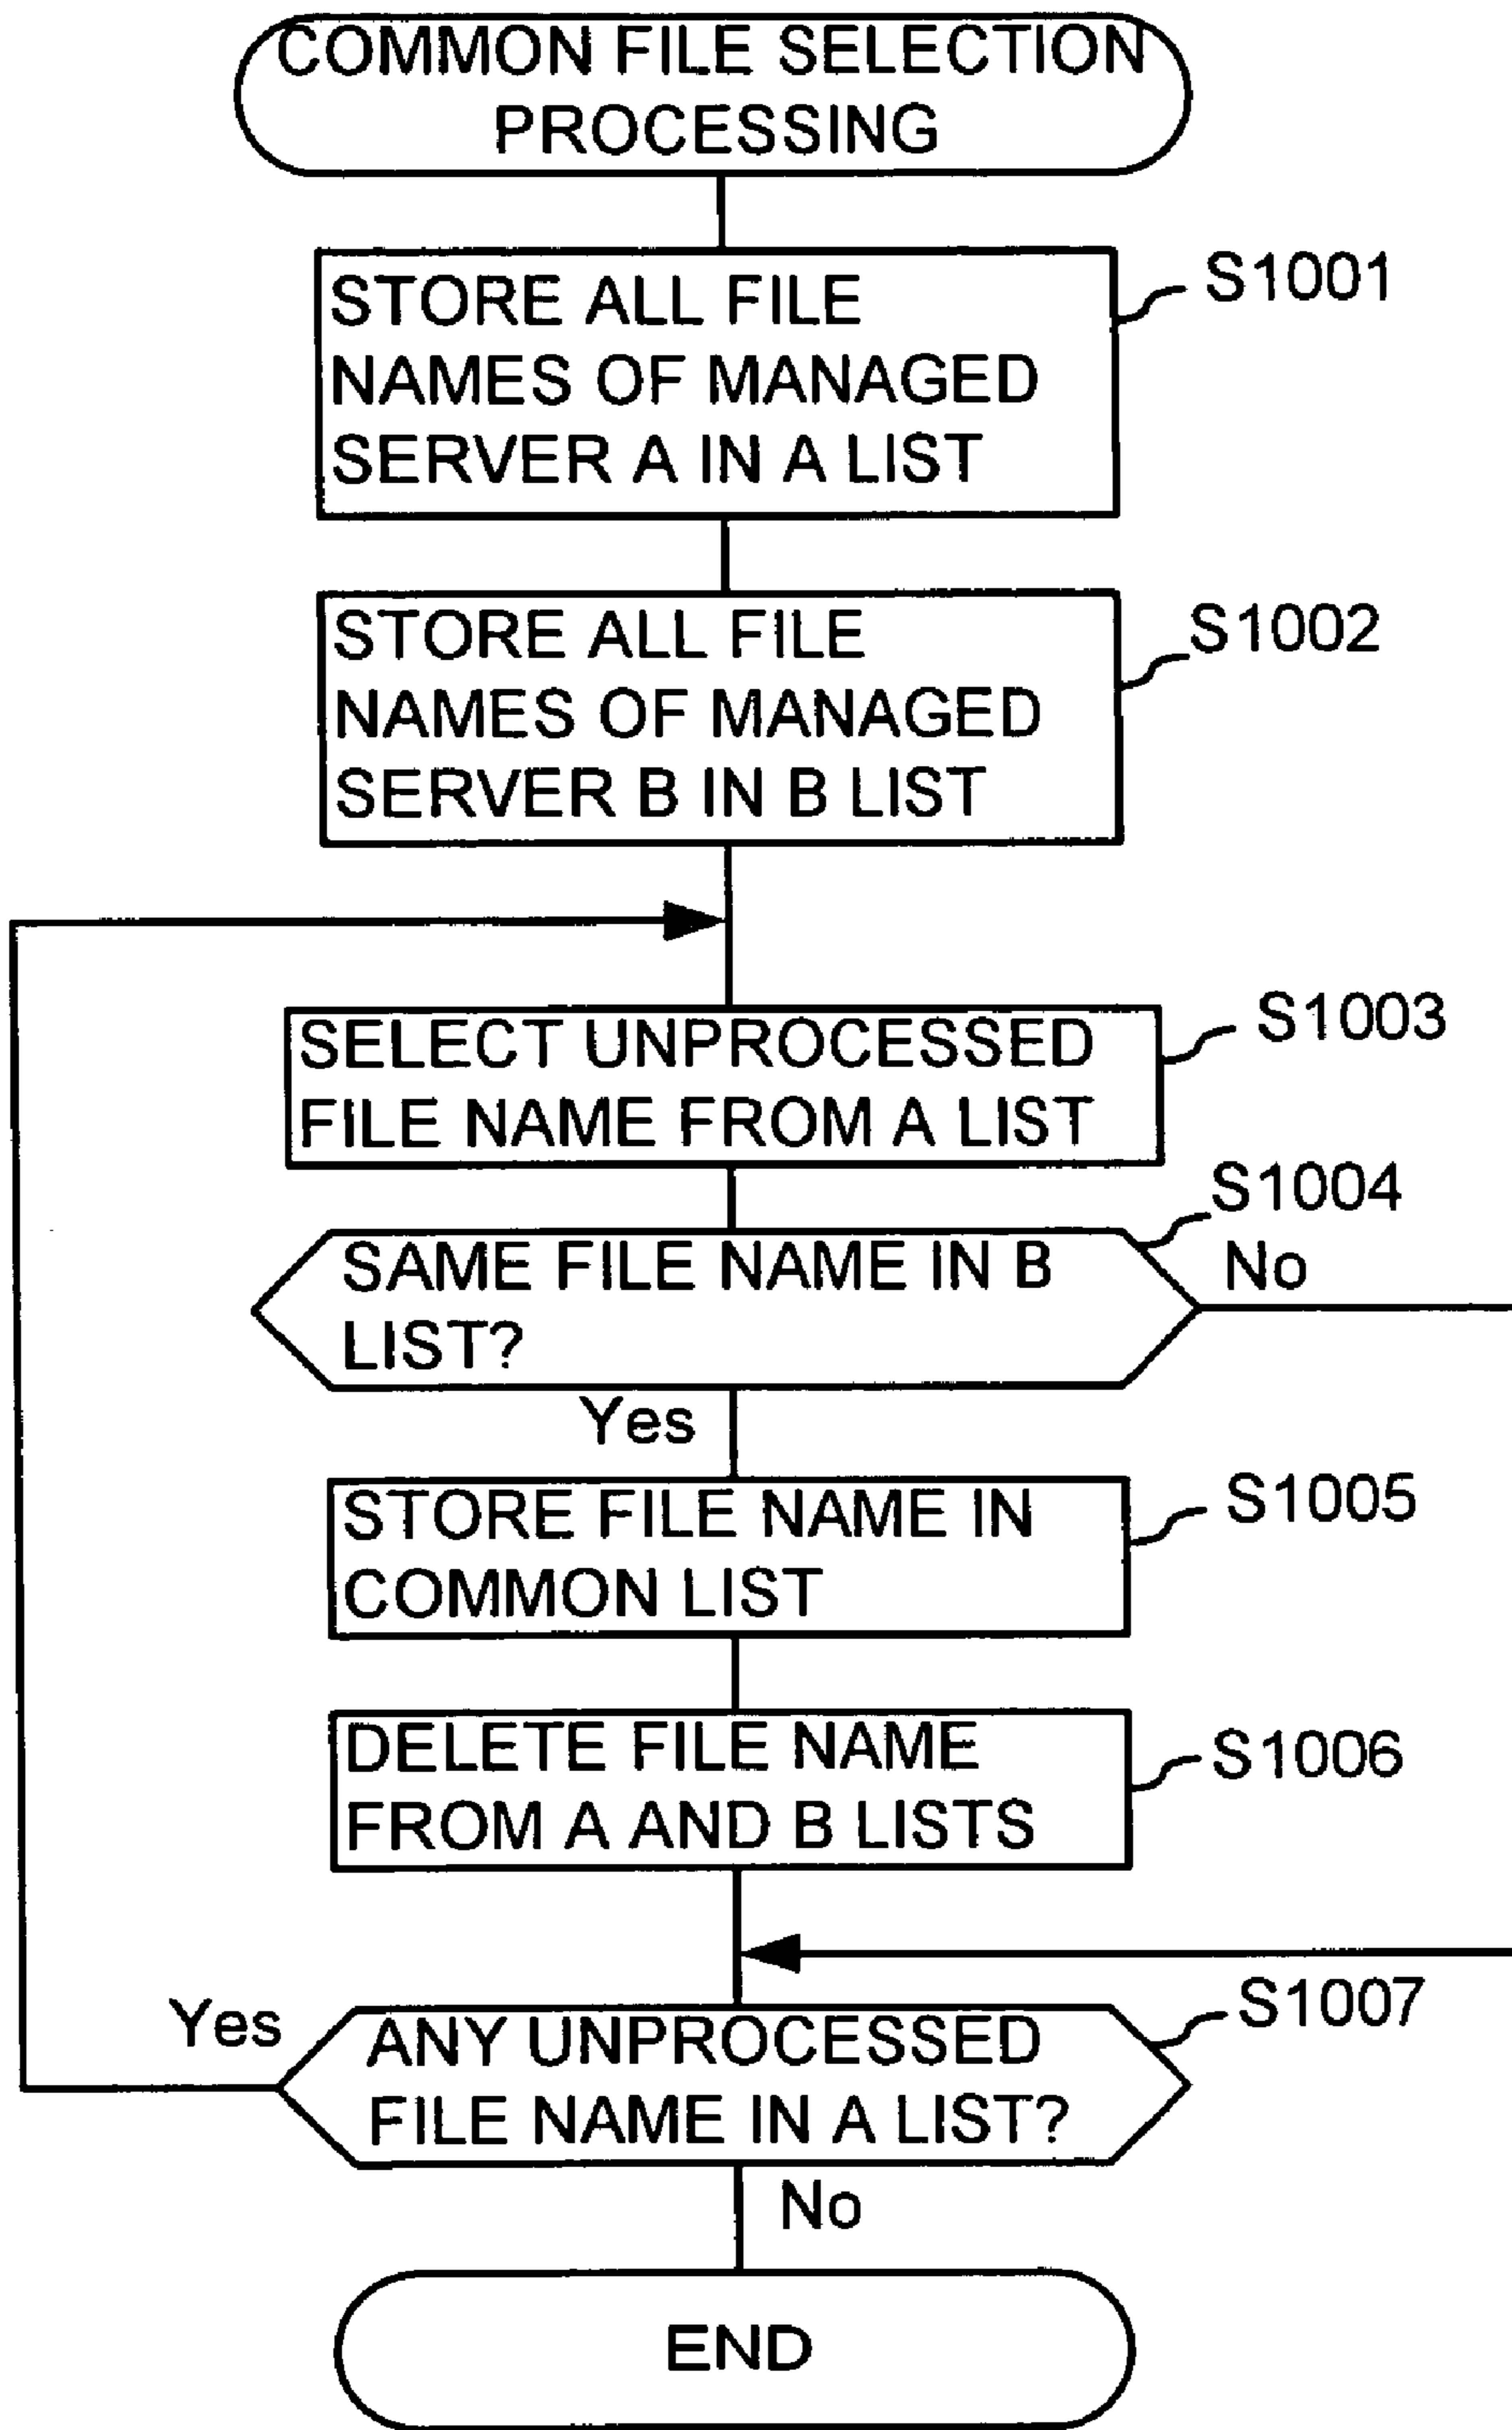 COMMON FILE SELECTION
PROCESSING
STORE ALL FILE
NAMES OF MANAGED
SERVER A IN A LIST
S1001
STORE ALL FILE
NAMES OF MANAGED
SERVER B IN B LIST
S1002
SELECT UNPROCESSED
FILE NAME FROM A LIST
S1003
SAME FILE NAME IN B
LIST?
S1004
No
Yes
STORE FILE NAME IN
COMMON LIST
S1005
DELETE FILE NAME
FROM A AND B LISTS
S1006
Yes
ANY UNPROCESSED
FILE NAME IN A LIST?
S1007
No
END